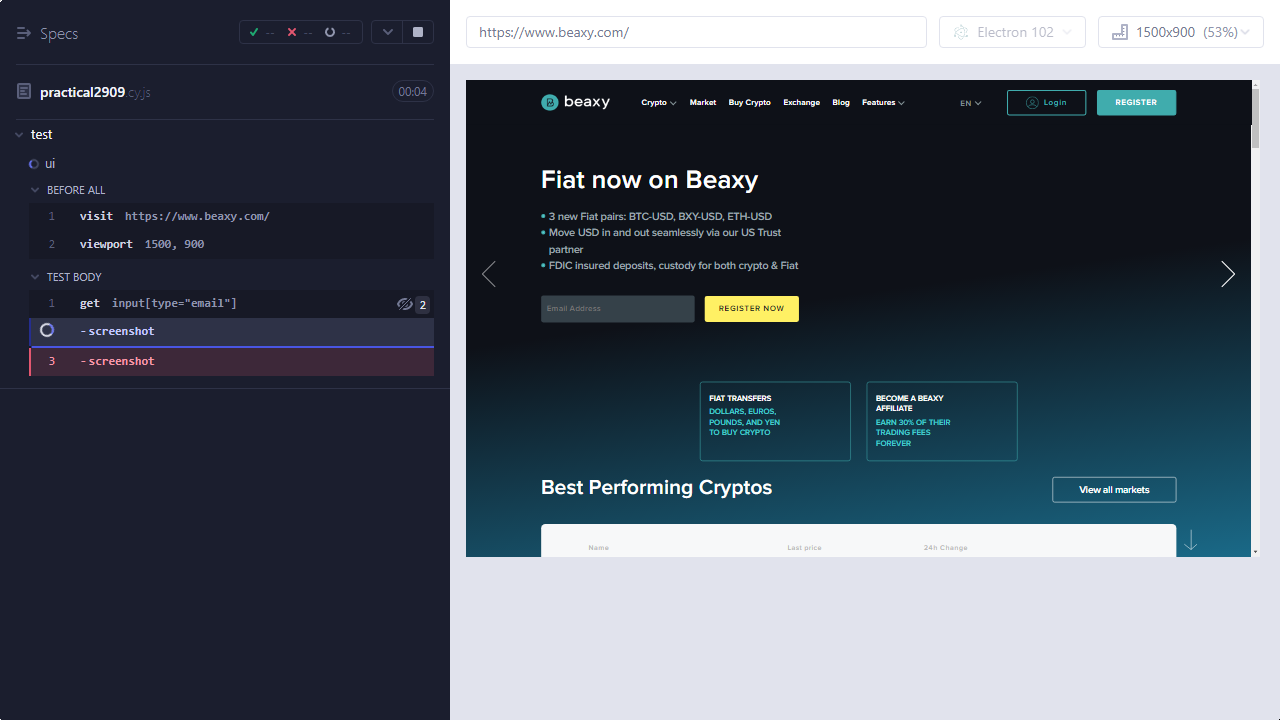 Specs
-- -- --
practical2909.cy.js 00:04
test
ui
BEFORE ALL
1 visit https://www.beaxy.com/
2 viewport 1500, 900
TEST BODY
1 get input[type="email"] 2
-screenshot
3 -screenshot
https://www.beaxy.com/
Electron 102
1500x900 (53%)
beaxy
Crypto Market Buy Crypto Exchange Blog Features
EN
Login
REGISTER
Fiat now on Beaxy
• 3 new Fiat pairs: BTC-USD, BXY-USD, ETH-USD
• Move USD in and out seamlessly via our US Trust
partner
• FDIC insured deposits, custody for both crypto & Fiat
Email Address
REGISTER NOW
FIAT TRANSFERS
DOLLARS, EUROS,
POUNDS, AND YEN
TO BUY CRYPTO
BECOME A BEAXY
AFFILIATE
EARN 30% OF THEIR
TRADING FEES
FOREVER
Best Performing Cryptos
View all markets
Name Last price 24h Change